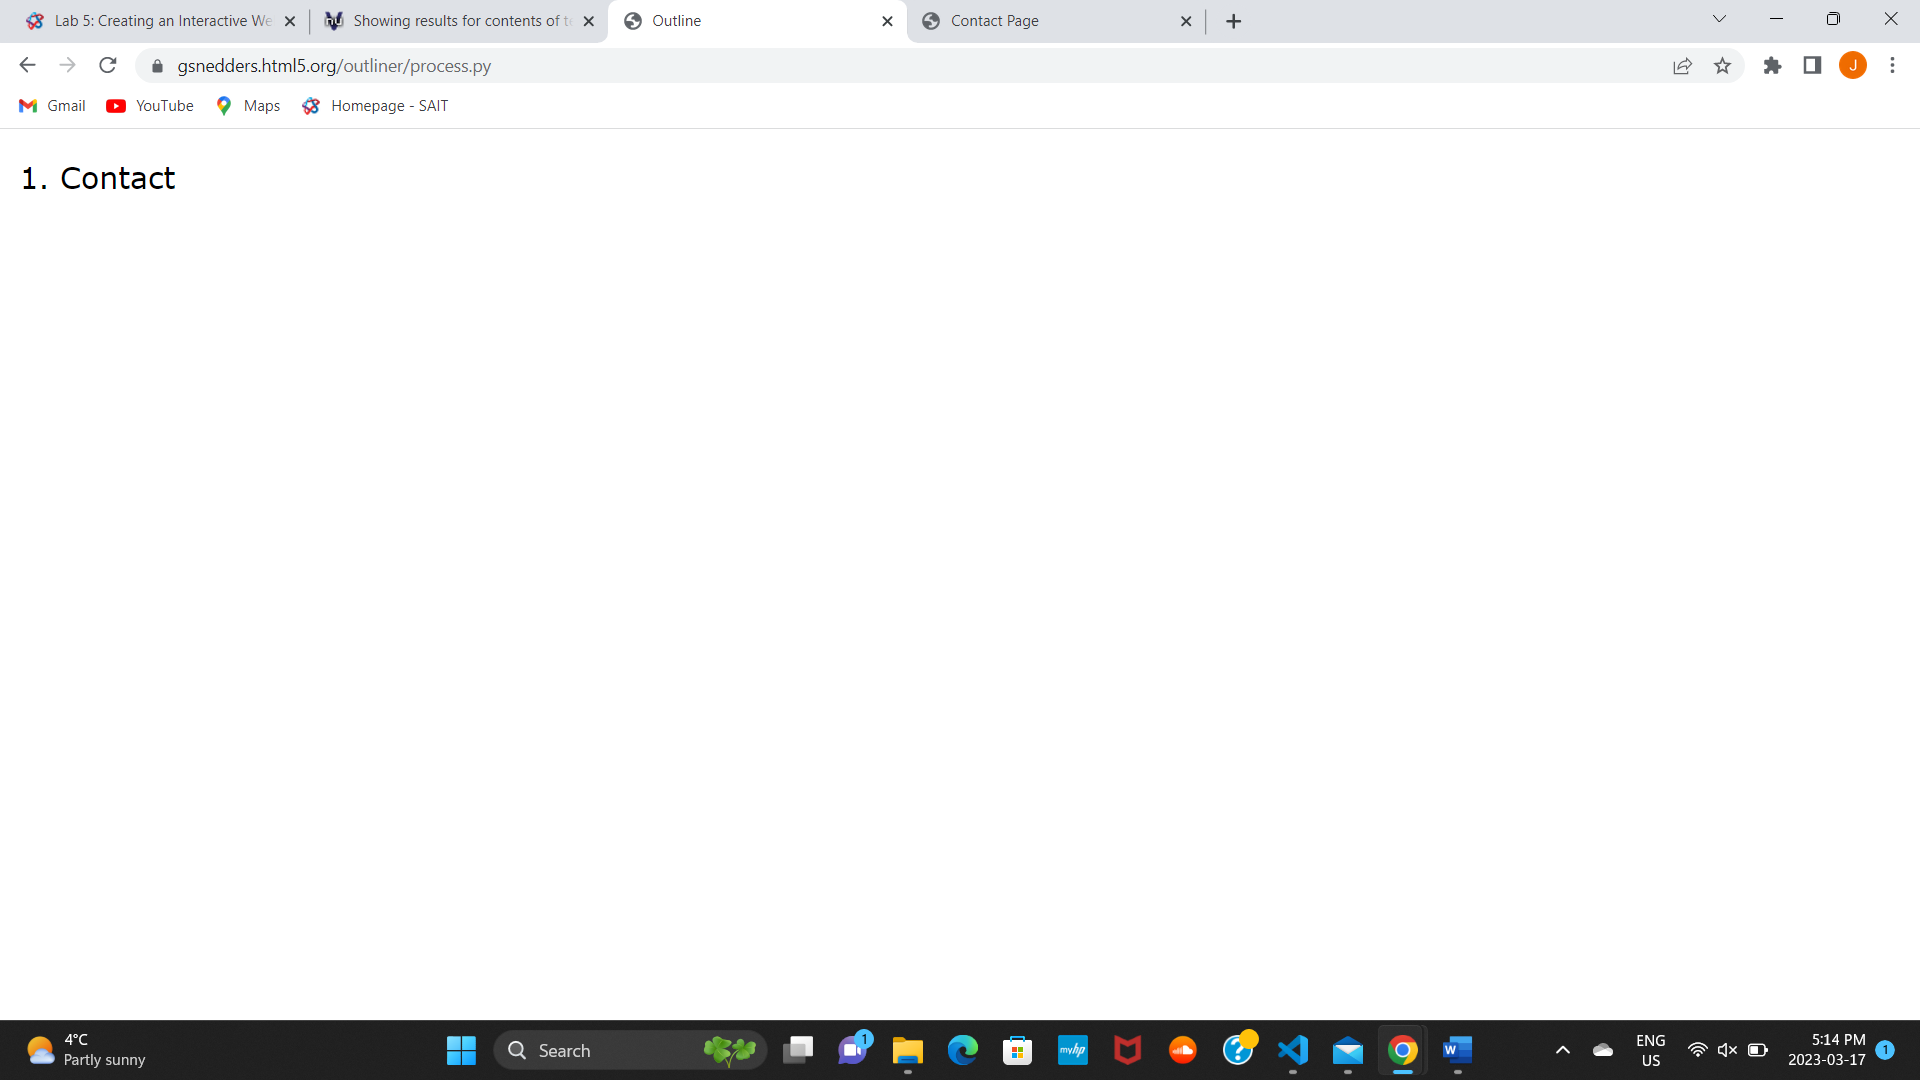 Lab 5: Creating an Interactive We
Showing results for contents of te
Outline
Contact Page
gsnedders.html5.org/outliner/process.py
J
Gmail
YouTube
Maps
Homepage - SAIT
1. Contact
4°C
Partly sunny
Search
1
myhp
W
ENG
US
5:14 PM
2023-03-17
1